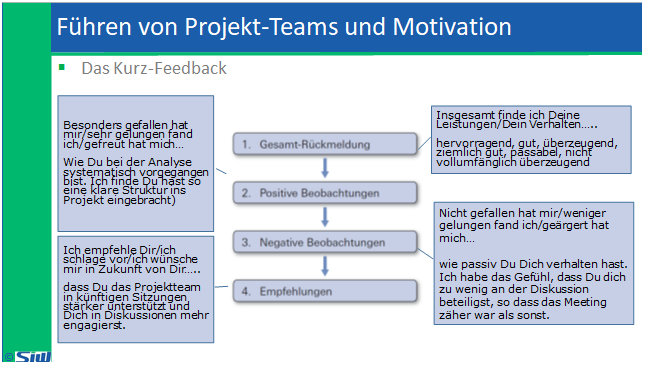 Führen von Projekt-Teams und Motivation
Das Kurz-Feedback
Besonders gefallen hat
mir/sehr gelungen fand
ich/gefreut hat mich…
Wie Du bei der Analyse
systematisch vorgegangen
bist. Ich finde Du hast so
eine klare Struktur ins
Projekt eingebracht)
Insgesamt finde ich Deine
Leistungen/Dein Verhalten…..
hervorragend, gut, überzeugend,
ziemlich gut, passabel, nicht
vollumfänglich überzeugend
1. Gesamt-Rückmeldung
2. Positive Beobachtungen
3. Negative Beobachtungen
4. Empfehlungen
Nicht gefallen hat mir/weniger
gelungen fand ich/geärgert hat
mich…
wie passiv Du Dich verhalten hast.
Ich habe das Gefühl, dass Du dich
zu wenig an der Diskussion
beteiligst, so dass das Meeting
zäher war als sonst.
Ich empfehle Dir/ich
schlage vor/ich wünsche
mir in Zukunft von Dir…..
dass Du das Projektteam
in künftigen Sitzungen
stärker unterstützt und
Dich in Diskussionen mehr
engagierst.
©